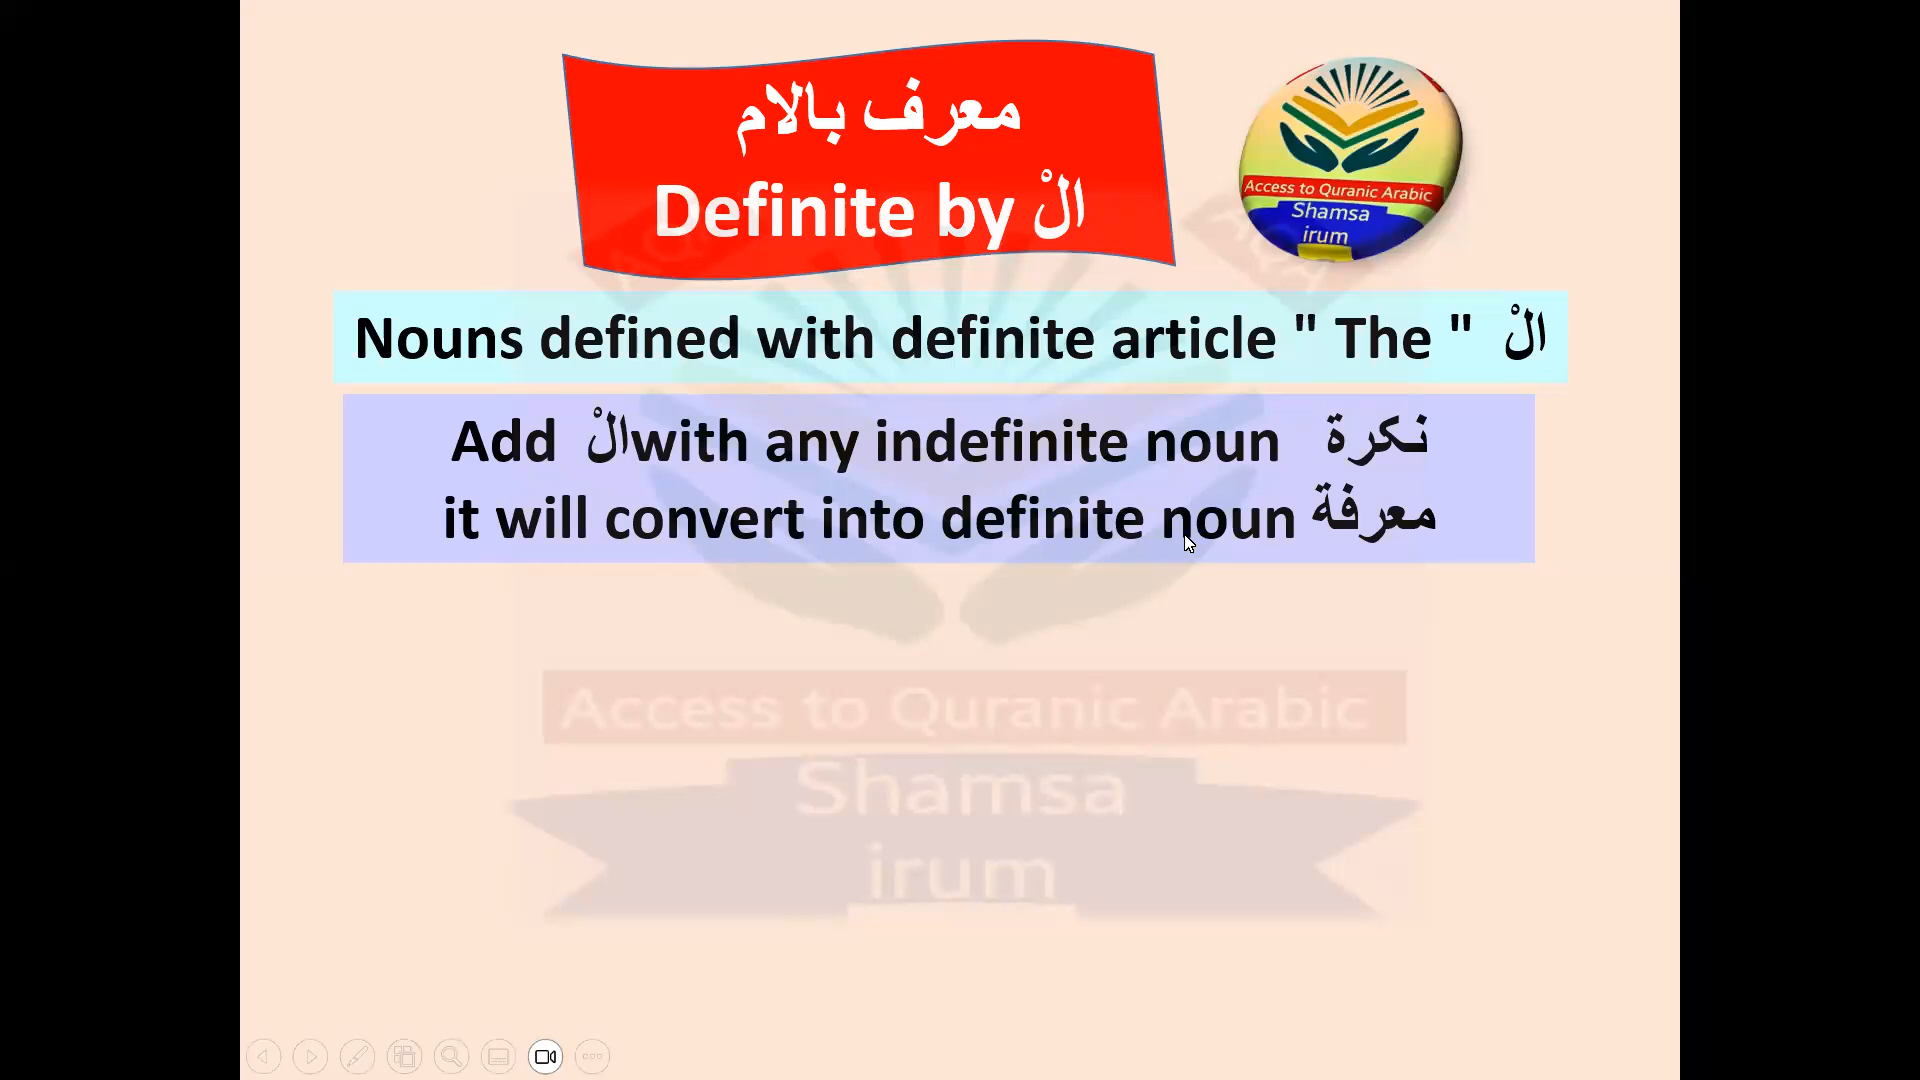 معرف بالام
Definite by الْ
Access to Quranic Arabic
Shamsa
irum
Nouns defined with definite article " The " الْ
Add الْwith any indefinite noun نكرة
it will convert into definite noun معرفة
Access to Quranic Arabic
Shamsa
irum